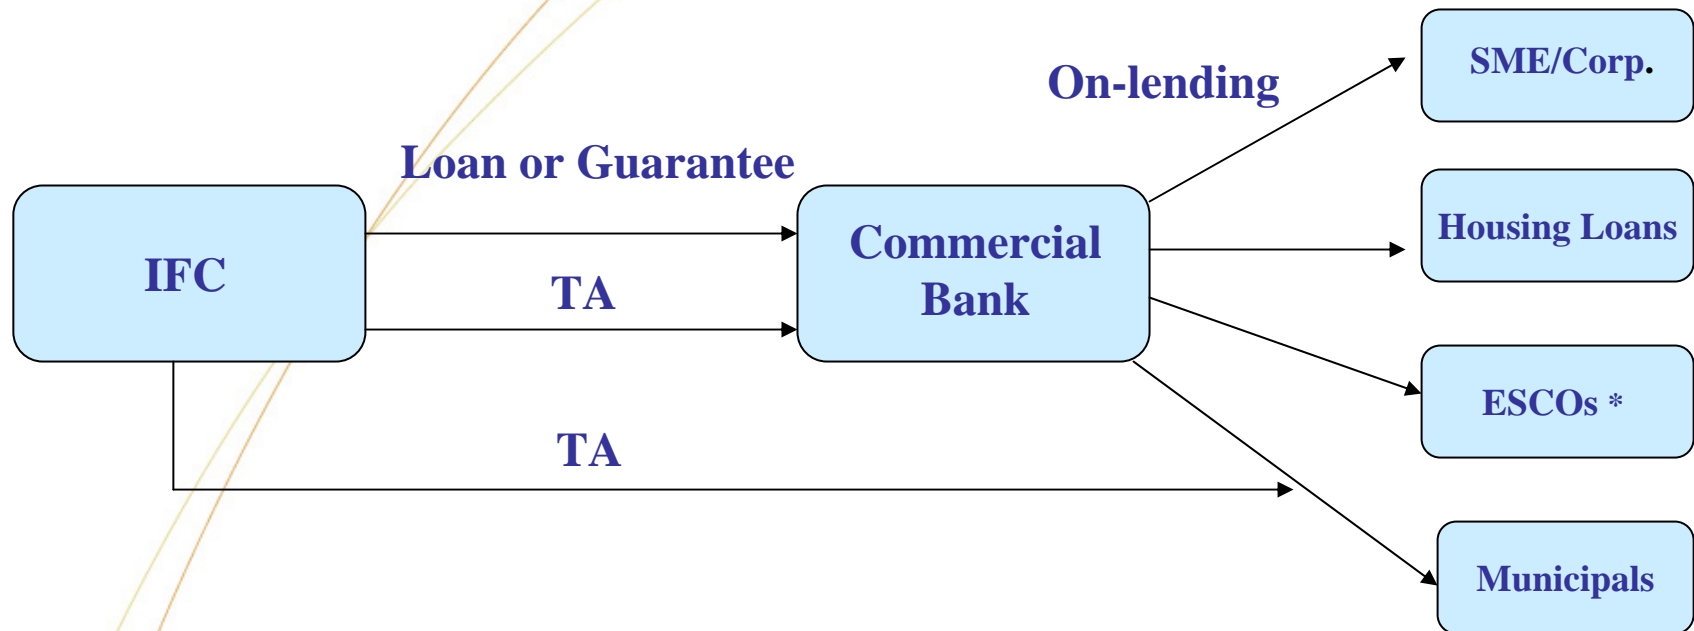 SME/Corp.
On-lending
Loan or Guarantee
Housing Loans
IFC
Commercial
Bank
TA
ESCOs *
TA
Municipals